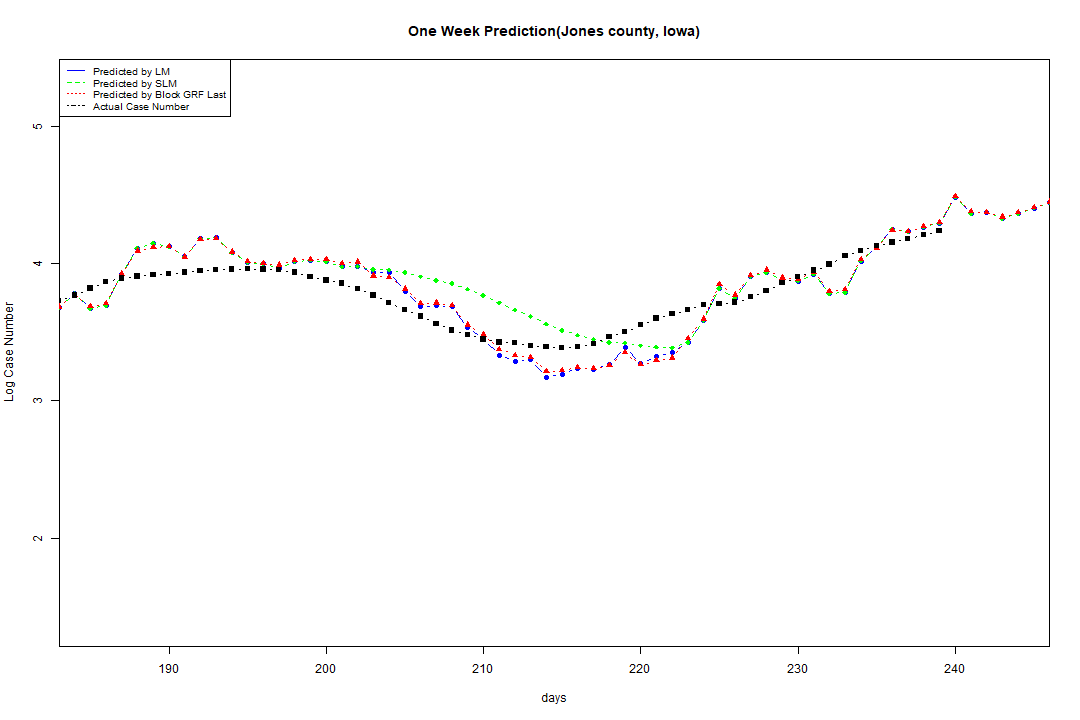 One Week Prediction(Jones county, Iowa)
Predicted by LM
Predicted by SLM
Predicted by Block GRF Last
Actual Case Number
5
4
3
2
Log Case Number
190 200 210 220 230 240
days